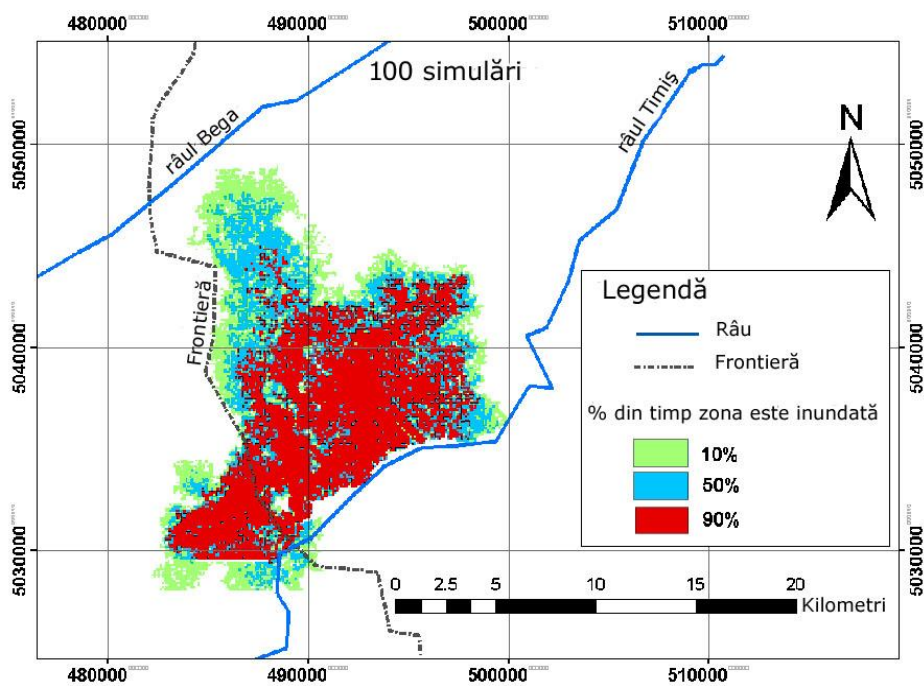 480000 490000 500000 510000
100 simulări
râul Bega
râul Timiș
N
5050000 5050000
Frontieră
5040000 5040000
Legendă
Râu
Frontieră
% din timp zona este inundată
10%
50%
90%
5030000 5030000
0 2.5 5 10 15 20
Kilometri
480000 490000 500000 510000